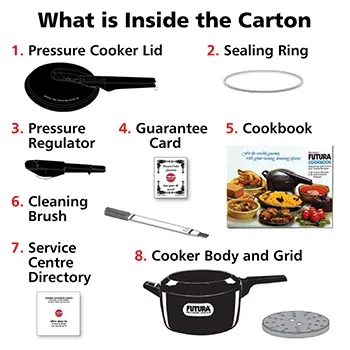 What is Inside the Carton
1. Pressure Cooker Lid
2. Sealing Ring
3. Pressure
Regulator
4. Guarantee
Card
5. Cookbook
FUTURA
COOKBOOK
6. Cleaning
Brush
7. Service
Centre
Directory
8. Cooker Body and Grid
FUTURA